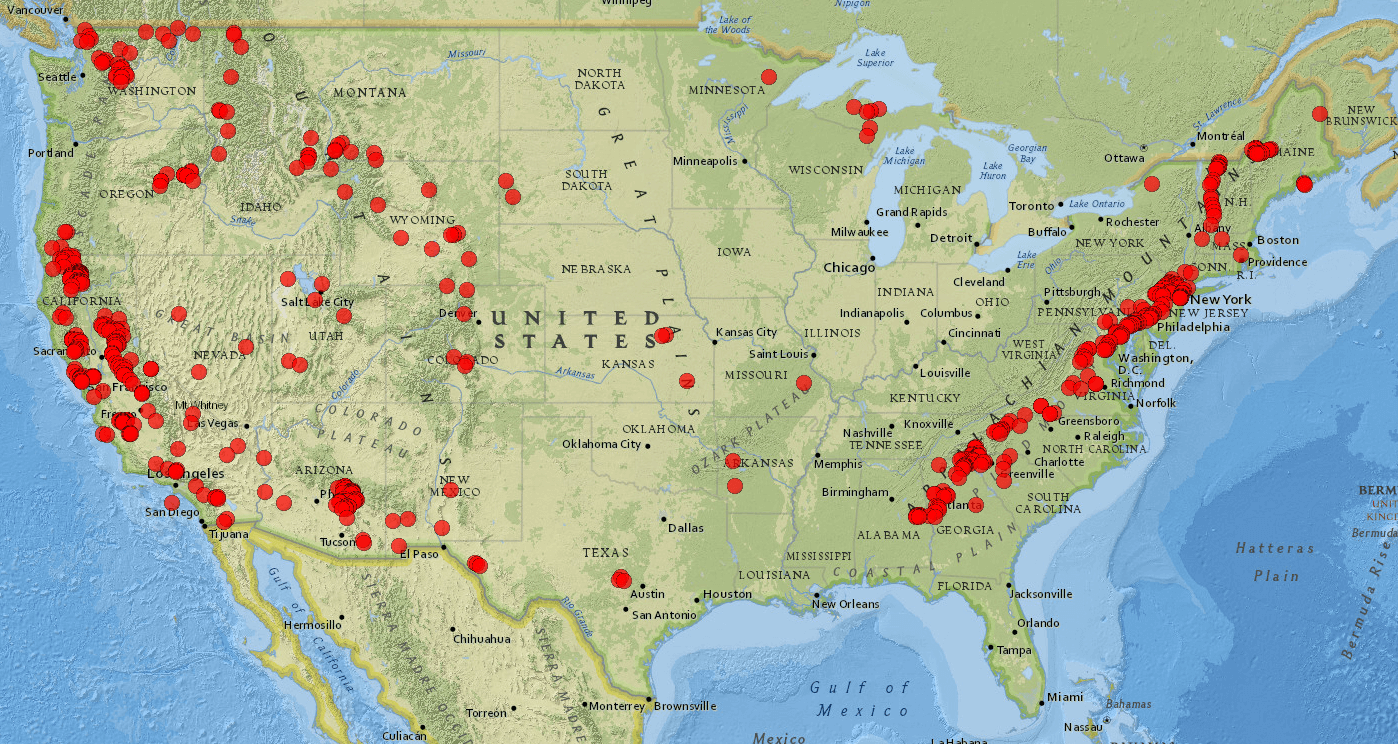 Vancouver
Winnipeg
Nipigon
Lake of
the Woods
Lake
Superior
Missouri
Seattle
WASHINGTON
MONTANA
NORTH
DAKOTA
MINNESOTA
Mississippi
St. Lawrence
Montréal
NEW
BRUNSWICK
Ottawa
MAINE
Portland
OREGON
IDAHO
Snake
WYOMING
SOUTH
DAKOTA
Minneapolis
WISCONSIN
Lake
Michigan
Georgian
Bay
Lake
Huron
MICHIGAN
Toronto
Lake Ontario
Rochester
Buffalo
NEW YORK
N.H.
Albany
MASS
Boston
Providence
CONN.
R.I.
Grand Rapids
Milwaukee
Detroit
Chicago
Lake
Erie
Cleveland
IOWA
NEBRASKA
CALIFORNIA
Salt Lake City
UTAH
GREAT BASIN
NEVADA
Sacramento
San Francisco
Denver
COLORADO
UNITED
STATES
GREAT PLAINS
KANSAS
Kansas City
Arkansas
MISSOURI
Saint Louis
ILLINOIS
INDIANA
Indianapolis
OHIO
Columbus
Cincinnati
Ohio
Pittsburgh
PENNSYLVANIA
New York
NEW JERSEY
Philadelphia
DEL.
Washington,
D.C.
WEST
VIRGINIA
Louisville
KENTUCKY
Richmond
VIRGINIA
Norfolk
Mt Whitney
Fresno
Las Vegas
Colorado
COLORADO
PLATEAU
OKLAHOMA
Oklahoma City
OZARK PLATEAU
ARKANSAS
Nashville
TENNESSEE
Knoxville
Memphis
Greensboro
Raleigh
NORTH CAROLINA
Charlotte
Greenville
SOUTH
CAROLINA
APPALACHIAN MOUNTAINS
PIEDMONT
Los Angeles
San Diego
Tijuana
ARIZONA
Tucson
NEW
MEXICO
El Paso
Dallas
TEXAS
Birmingham
Atlanta
ALABAMA
GEORGIA
MISSISSIPPI
LOUISIANA
COASTAL PLAIN
FLORIDA
Jacksonville
New Orleans
Houston
Austin
San Antonio
Rio Grande
Gulf of
California
Hermosillo
Chihuahua
SIERRA MADRE
SIERRA MADRE
Torreón
Monterrey
Brownsville
Culiacán
Gulf of
Mexico
Mexico
Orlando
Tampa
Miami
Bahamas
Nassau
La Habana
Hatteras
Plain
Bermuda Rise
Bermuda